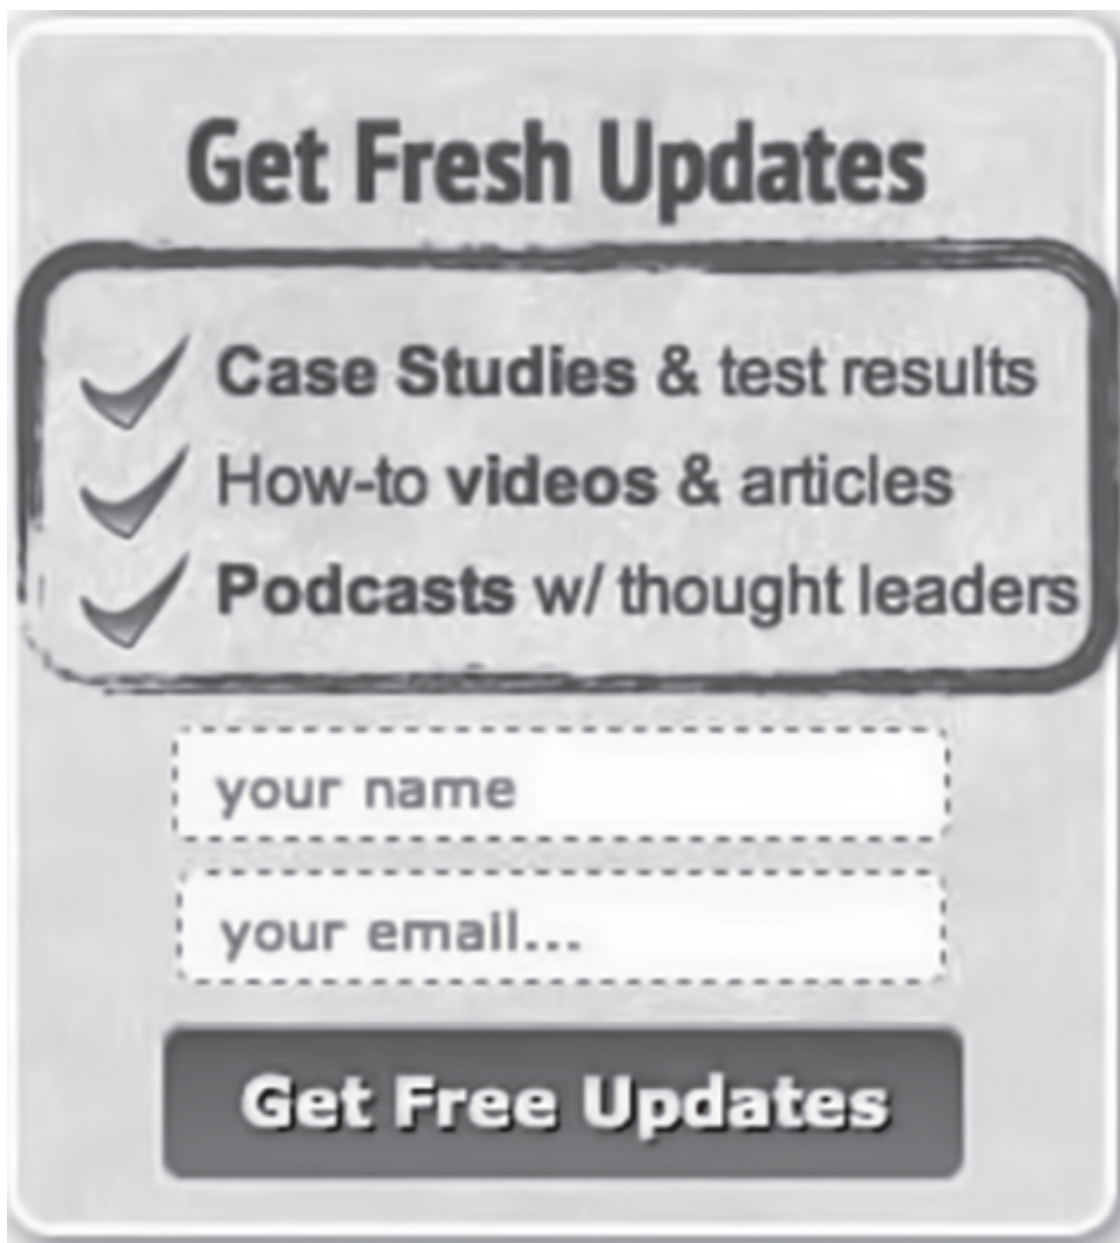 Get Fresh Updates
Case Studies & test results
How-to videos & articles
Podcasts w/ thought leaders
your name
your email...
Get Free Updates